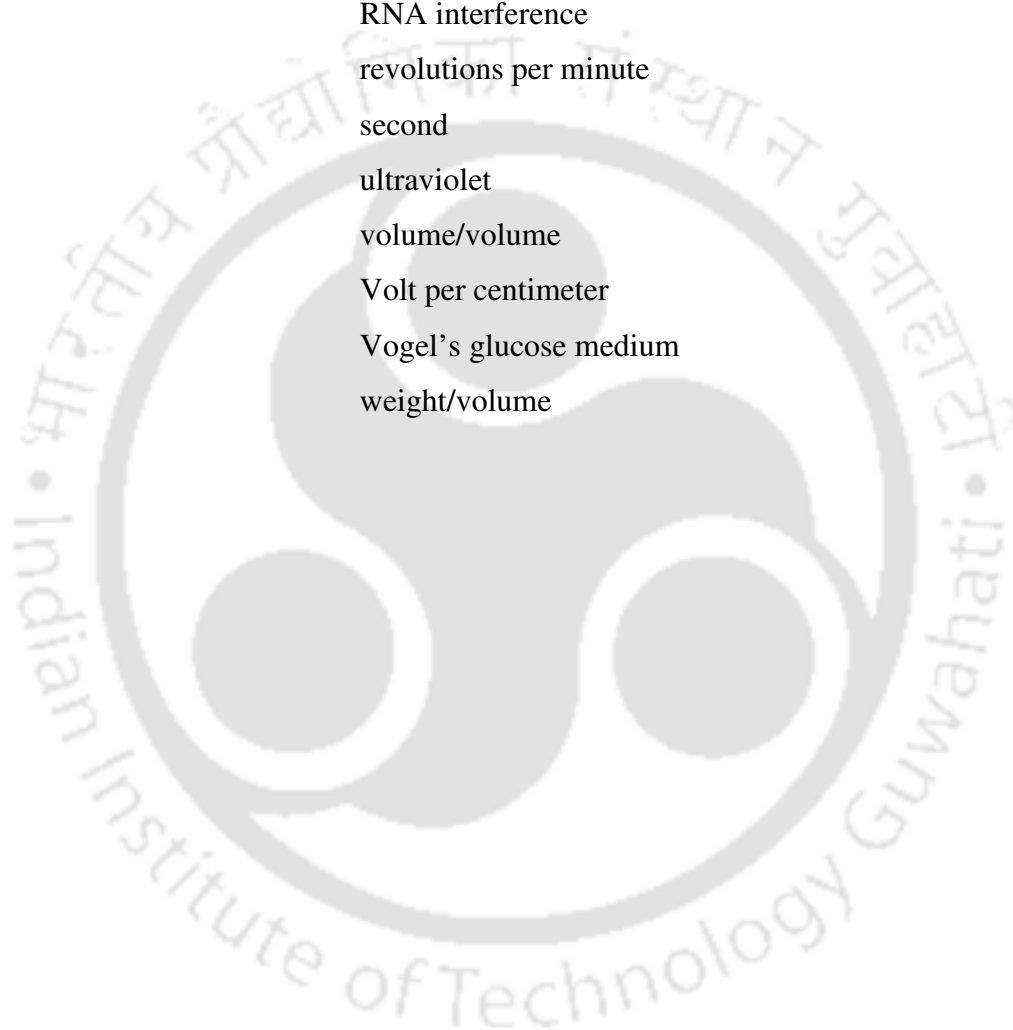 RNA interference
revolutions per minute
second
ultraviolet
volume/volume
Volt per centimeter
Vogel's glucose medium
weight/volume
भारतीय प्रौद्योगिकी संस्थान गुवाहाटी
• Indian Institute of Technology Guwahati •